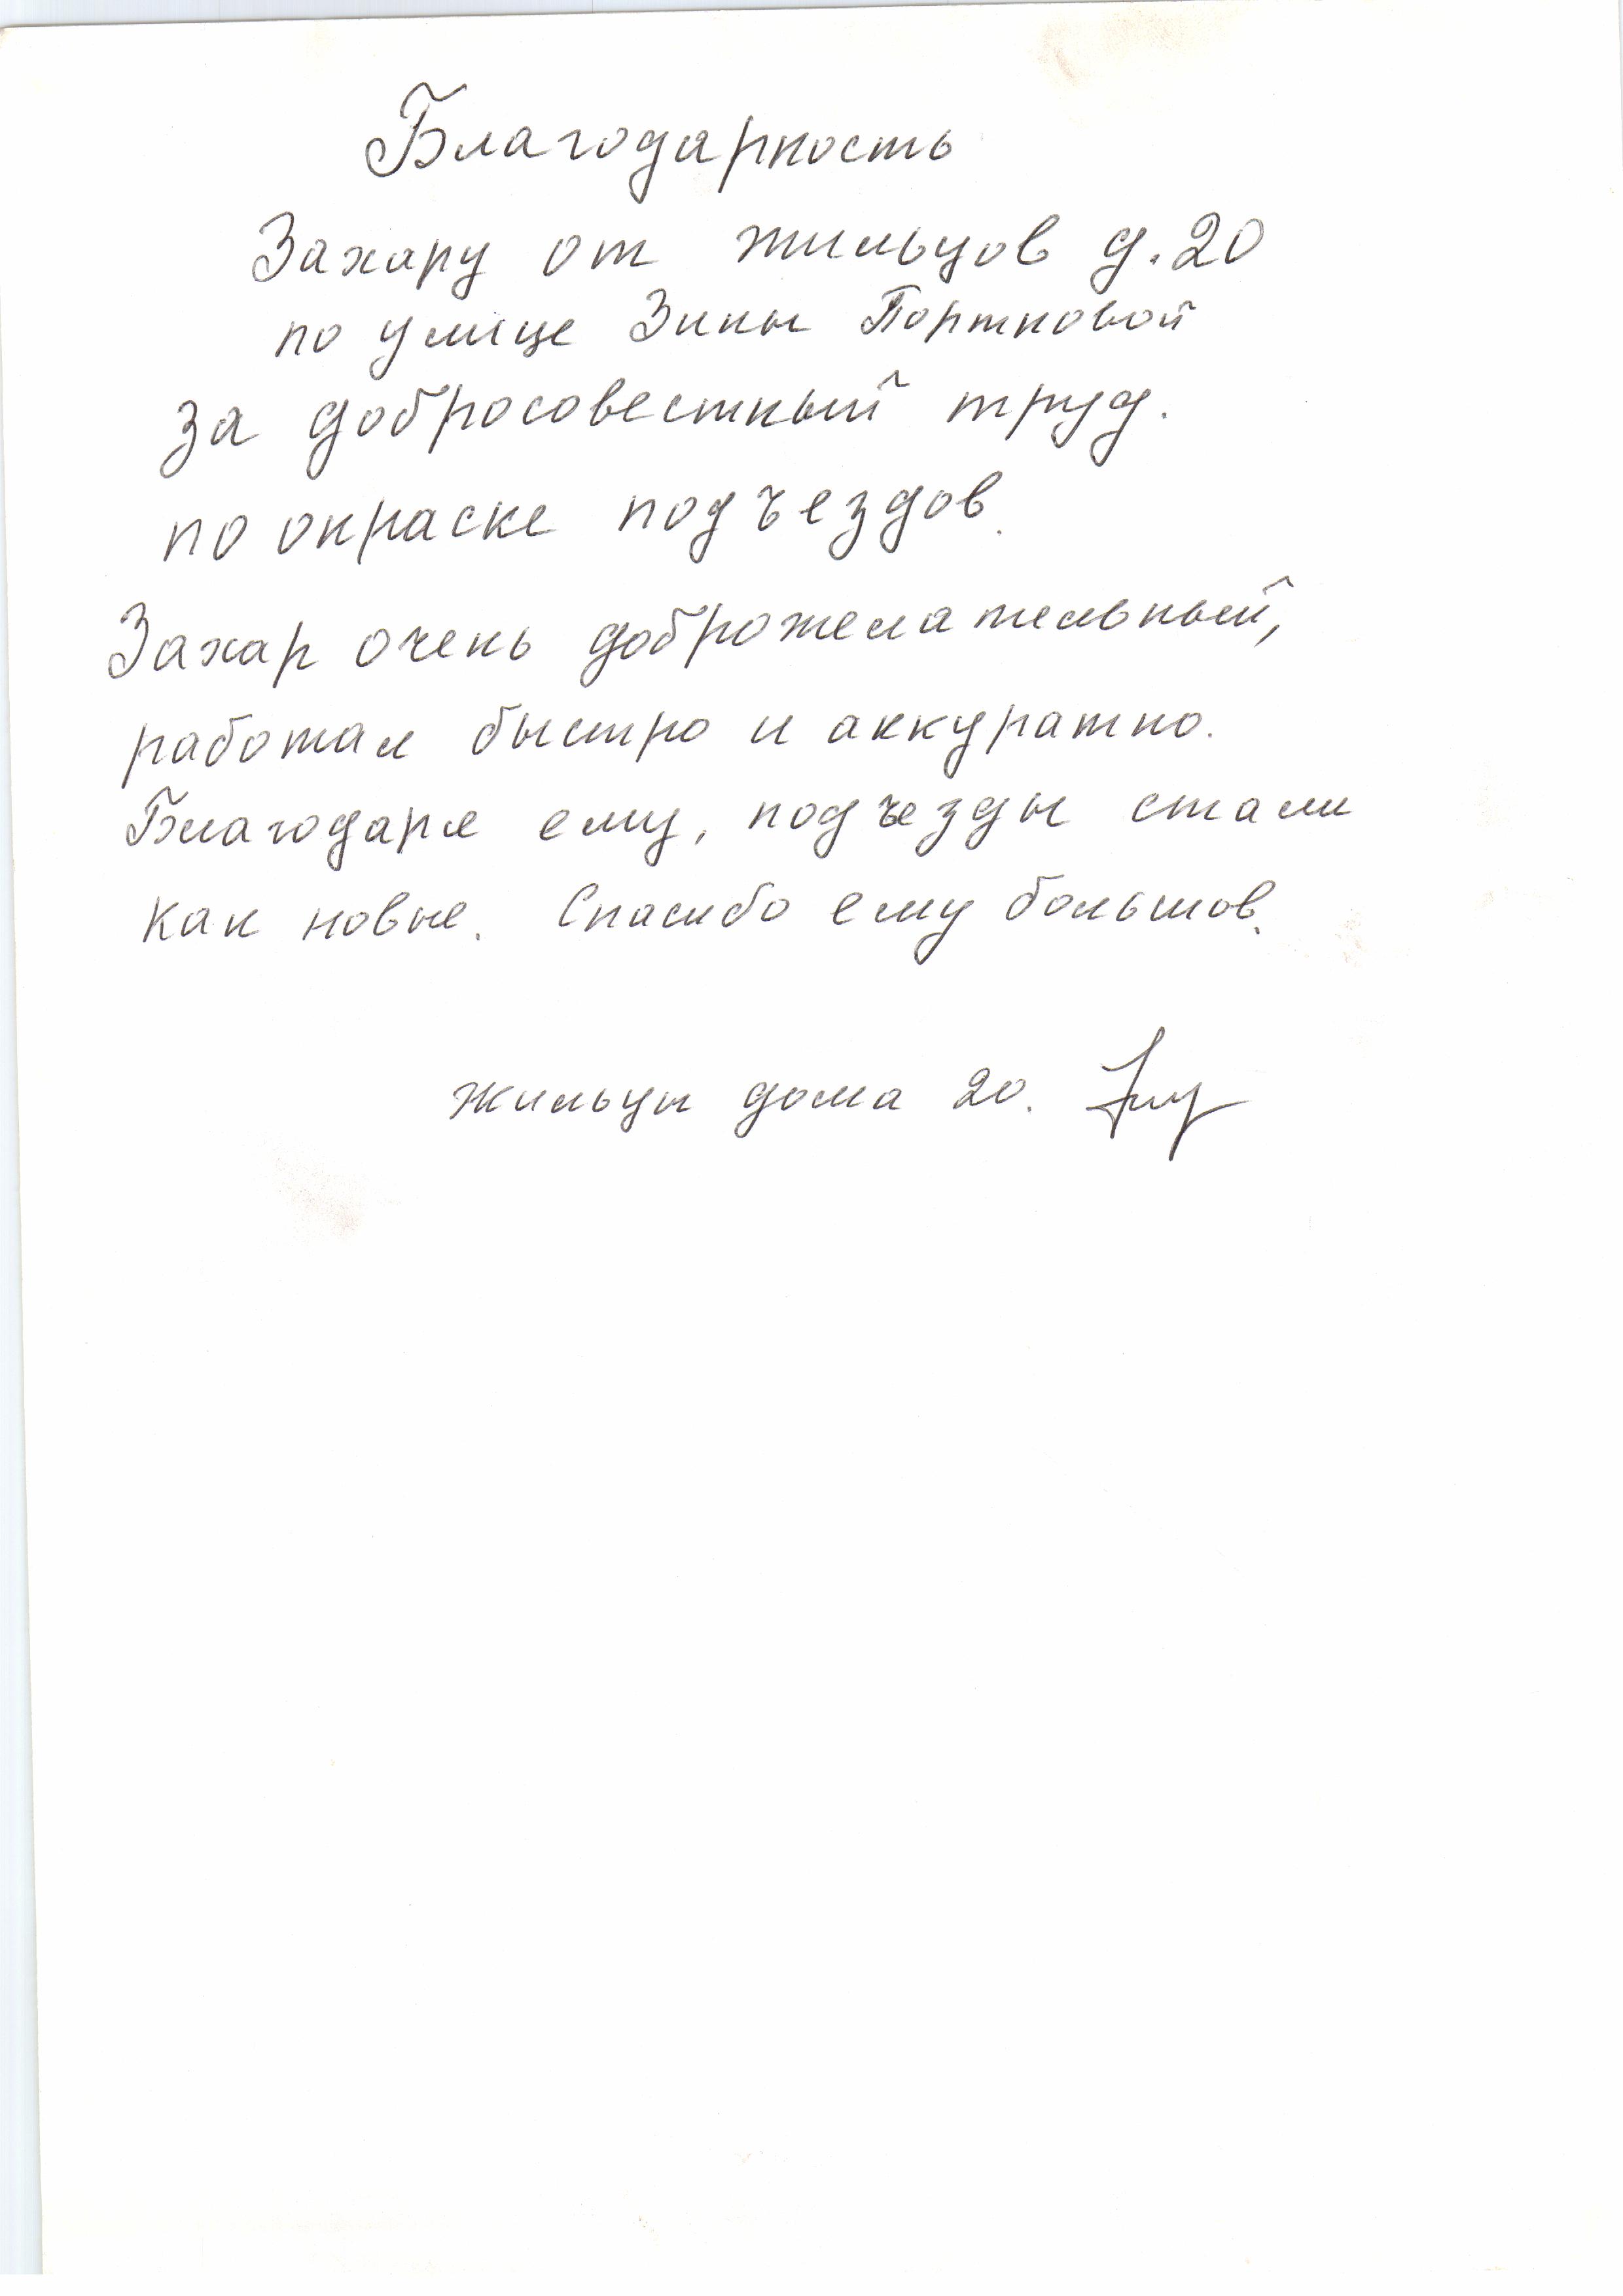 Благодарность
Захару от жильцов д.20
по улице Зины Портновой
за добросовестный труд.
по окраске подъездов.
Захар очень доброжелательный,
работал быстро и аккуратно.
Благодаря ему, подъезды стали
как новые. Спасибо ему большое.
жильцы дома 20.